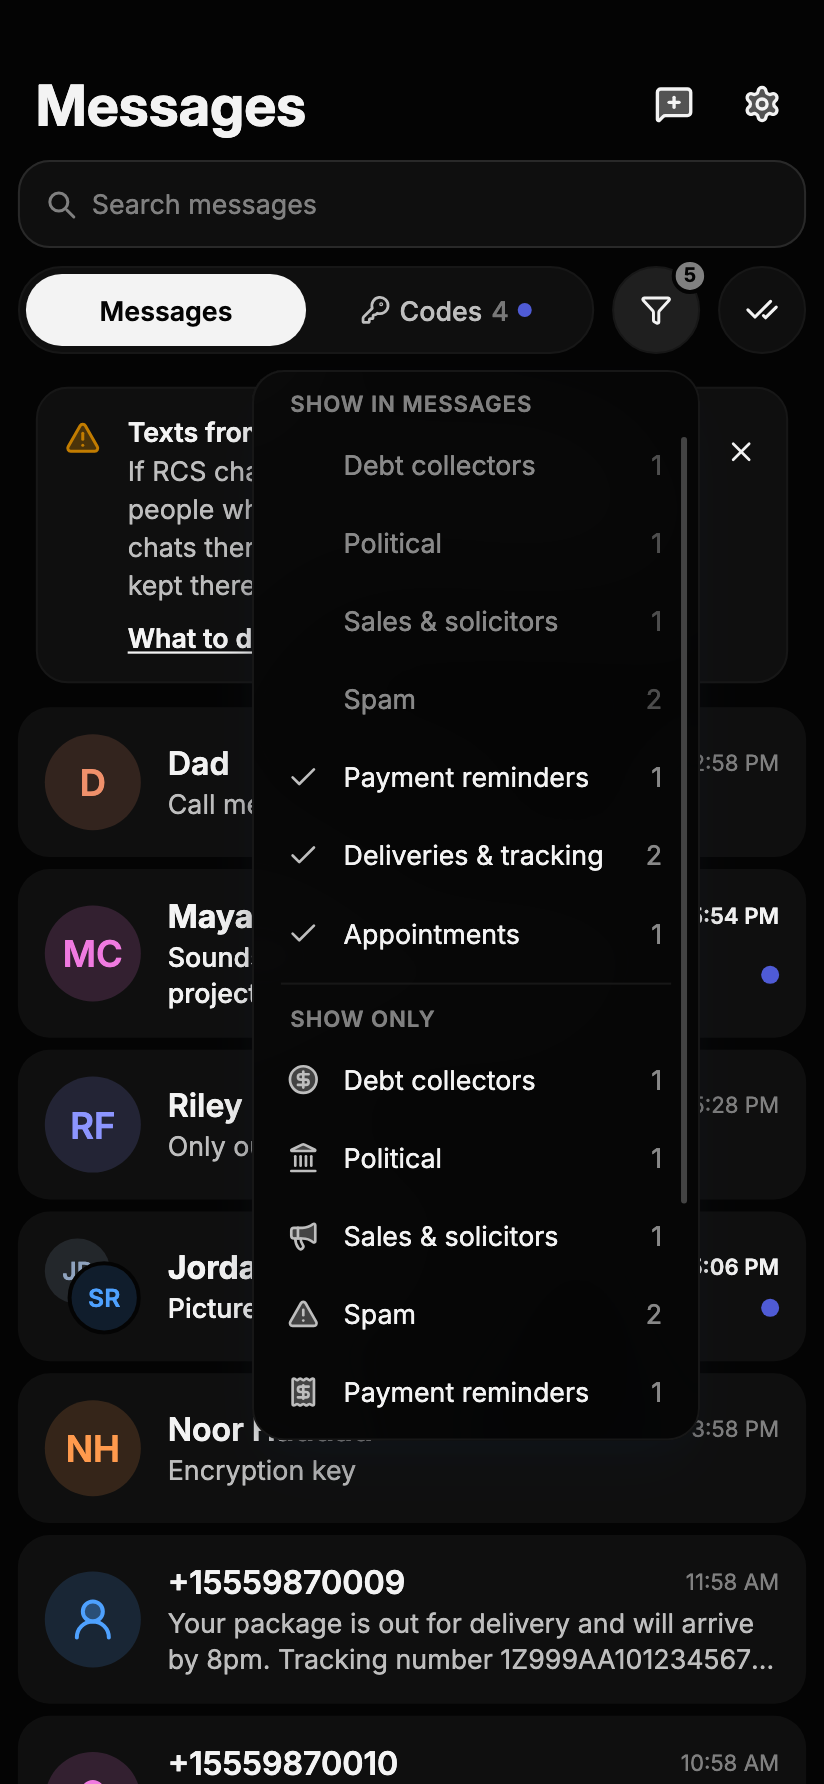 Messages
Search messages
Messages
Codes 4
5
SHOW IN MESSAGES
Debt collectors 1
Political 1
Sales & solicitors 1
Spam 2
Payment reminders 1
Deliveries & tracking 2
Appointments 1
SHOW ONLY
Debt collectors 1
Political 1
Sales & solicitors 1
Spam 2
Payment reminders 1
Texts from
If RCS
people
chats
kept there
What to
D
Dad
:58 PM
Call me
MC
Maya
:54 PM
Sound
project
RF
Riley
:28 PM
Only
SR
:06 PM
Picture
NH
Noor
3:58 PM
Encryption key
+15559870009
11:58 AM
Your package is out for delivery and will arrive
by 8pm. Tracking number 1Z999AA101234567...
+15559870010
10:58 AM